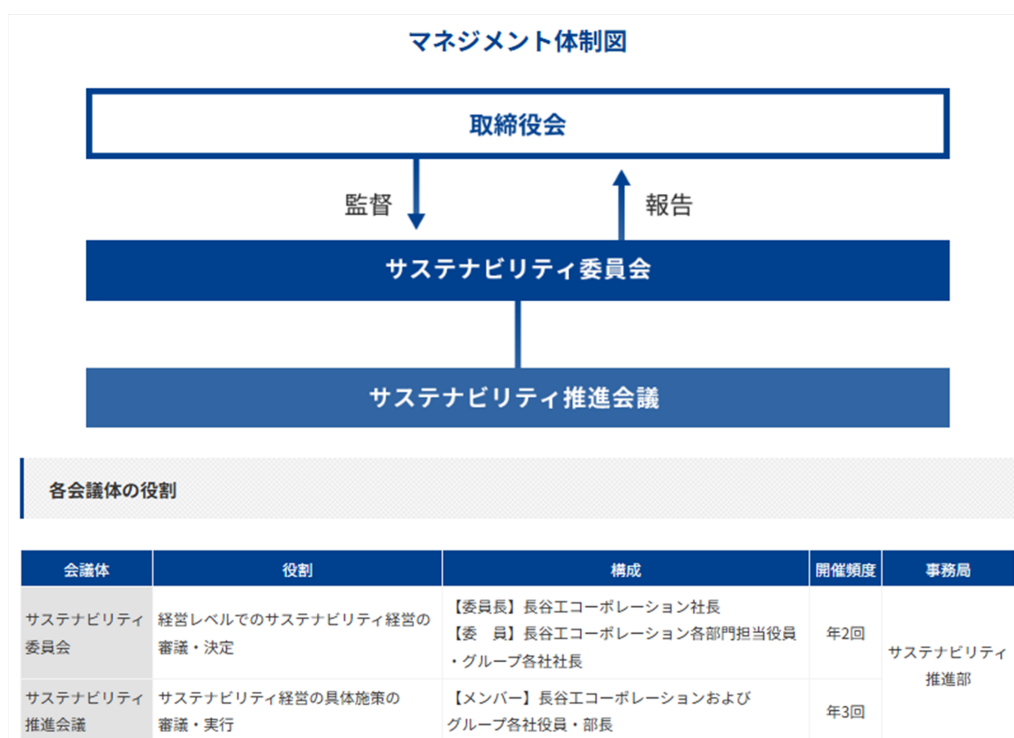 マネジメント体制図
取締役会
監督
報告
サステナビリティ委員会
サステナビリティ推進会議
各会議体の役割
会議体 役割 構成 開催頻度 事務局
サステナビリティ
委員会
経営レベルでのサステナビリティ経営の
審議・決定
【委員長】長谷工コーポレーション社長
【委　員】長谷工コーポレーション各部門担当役員
・グループ各社社長
年2回
サステナビリティ
推進部
サステナビリティ
推進会議
サステナビリティ経営の具体施策の
審議・実行
【メンバー】長谷工コーポレーションおよび
グループ各社役員・部長
年3回